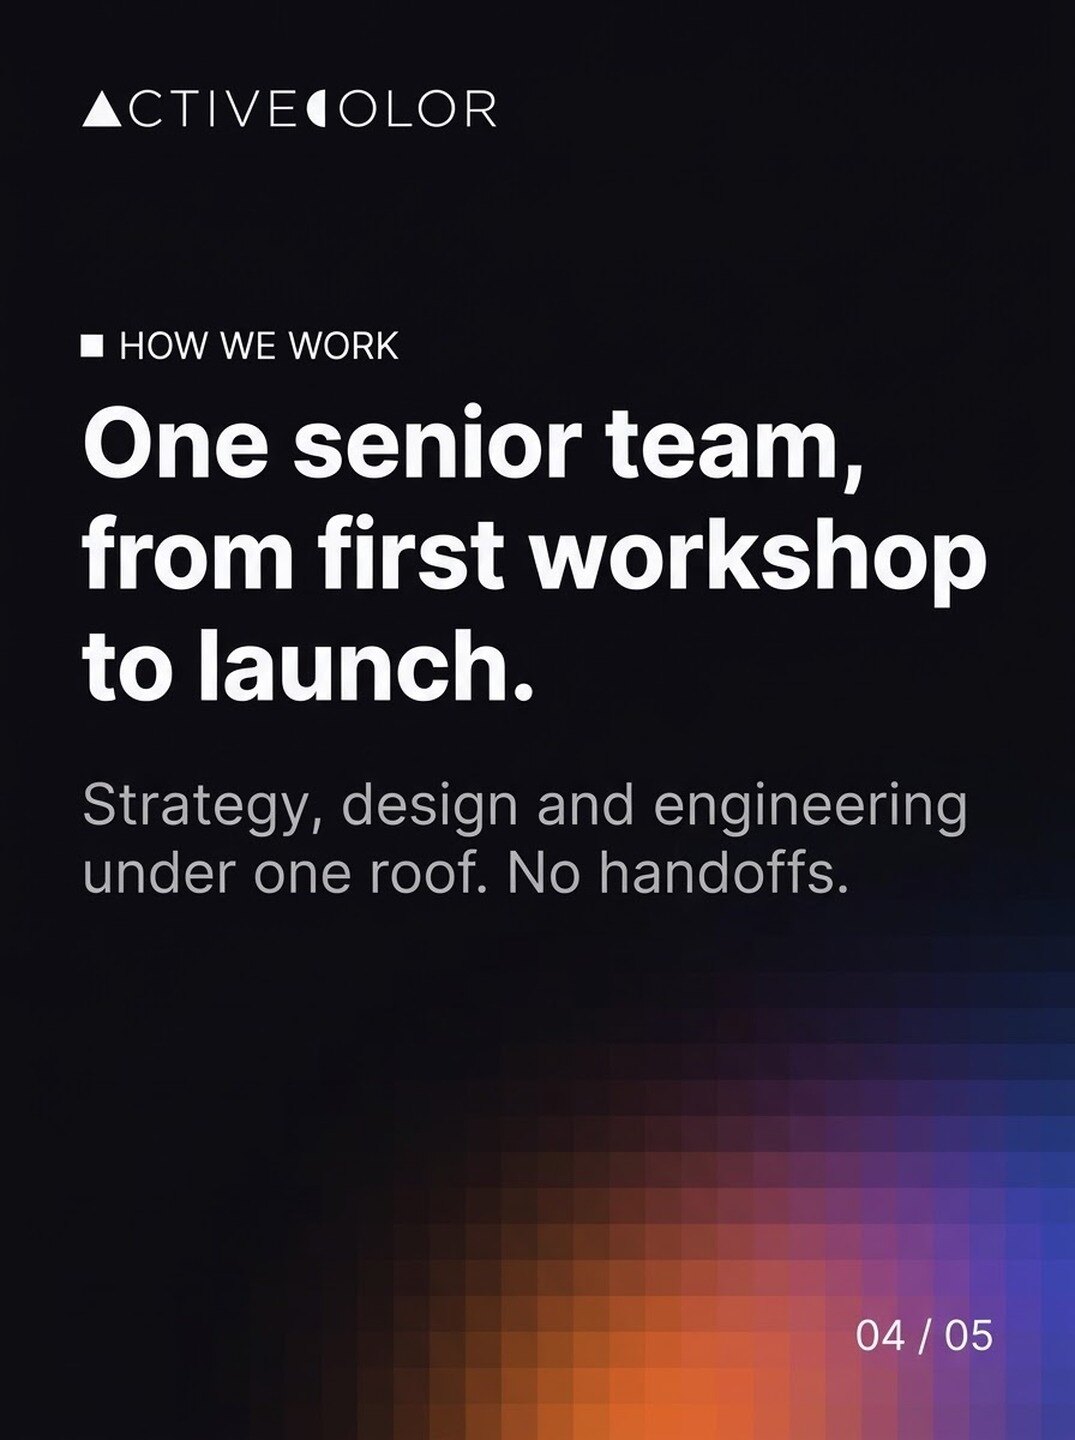 ACTIVECOLOR
HOW WE WORK
One senior team,
from first workshop
to launch.
Strategy, design and engineering
under one roof. No handoffs.
04 / 05